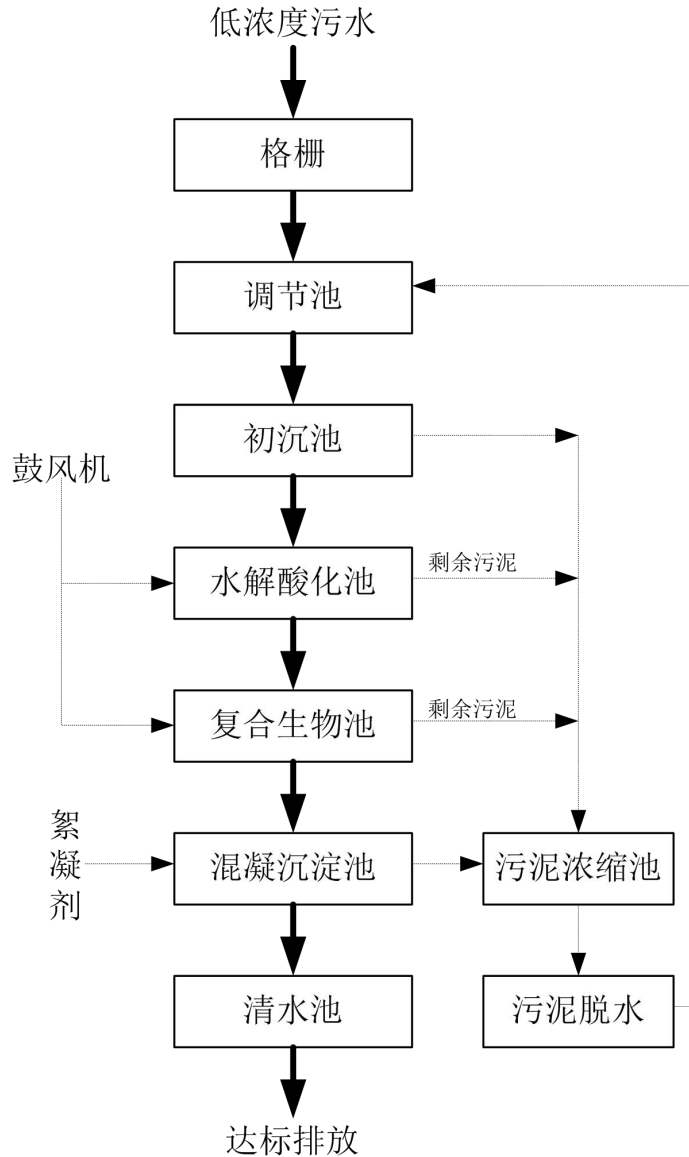 低浓度污水
格栅
调节池
初沉池
鼓风机
水解酸化池
剩余污泥
复合生物池
剩余污泥
絮
凝
剂
混凝沉淀池
污泥浓缩池
清水池
污泥脱水
达标排放